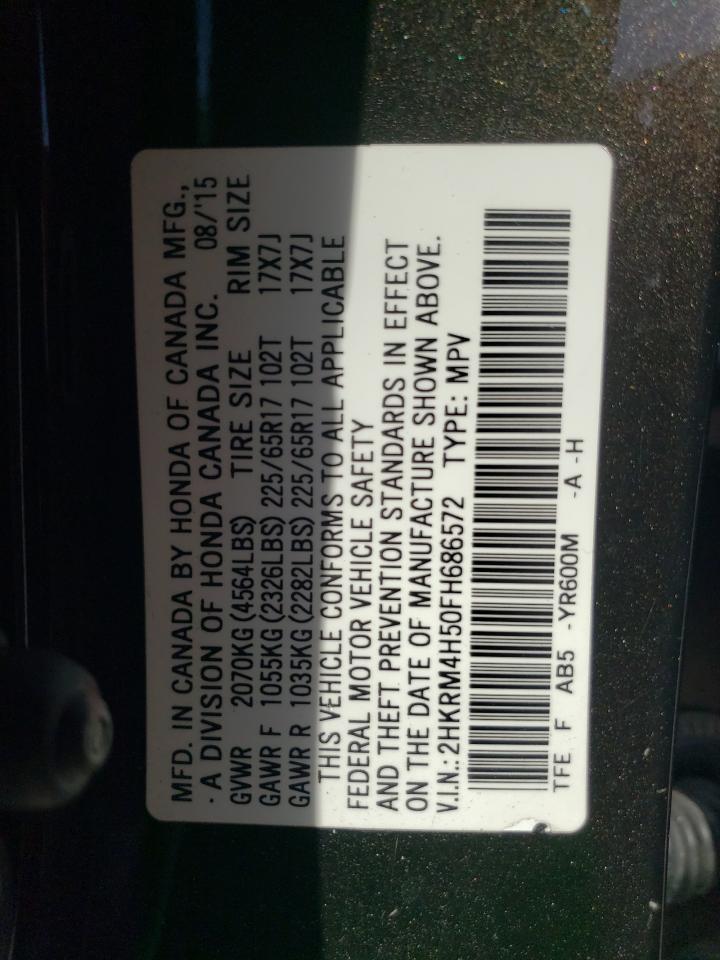 MFD. IN CANADA BY HONDA OF CANADA MFG.,
· A DIVISION OF HONDA CANADA INC. 08/'15
GVWR 2070KG (4564LBS) TIRE SIZE RIM SIZE
GAWR F 1055KG (2326LBS) 225/65R17 102T 17X7J
GAWR R 1035KG (2282LBS) 225/65R17 102T 17X7J
THIS VEHICLE CONFORMS TO ALL APPLICABLE
FEDERAL MOTOR VEHICLE SAFETY
AND THEFT PREVENTION STANDARDS IN EFFECT
ON THE DATE OF MANUFACTURE SHOWN ABOVE.
V.I.N.: 2HKRM4H50FH686572 TYPE: MPV
TFE F AB5 -YR600M -A -H